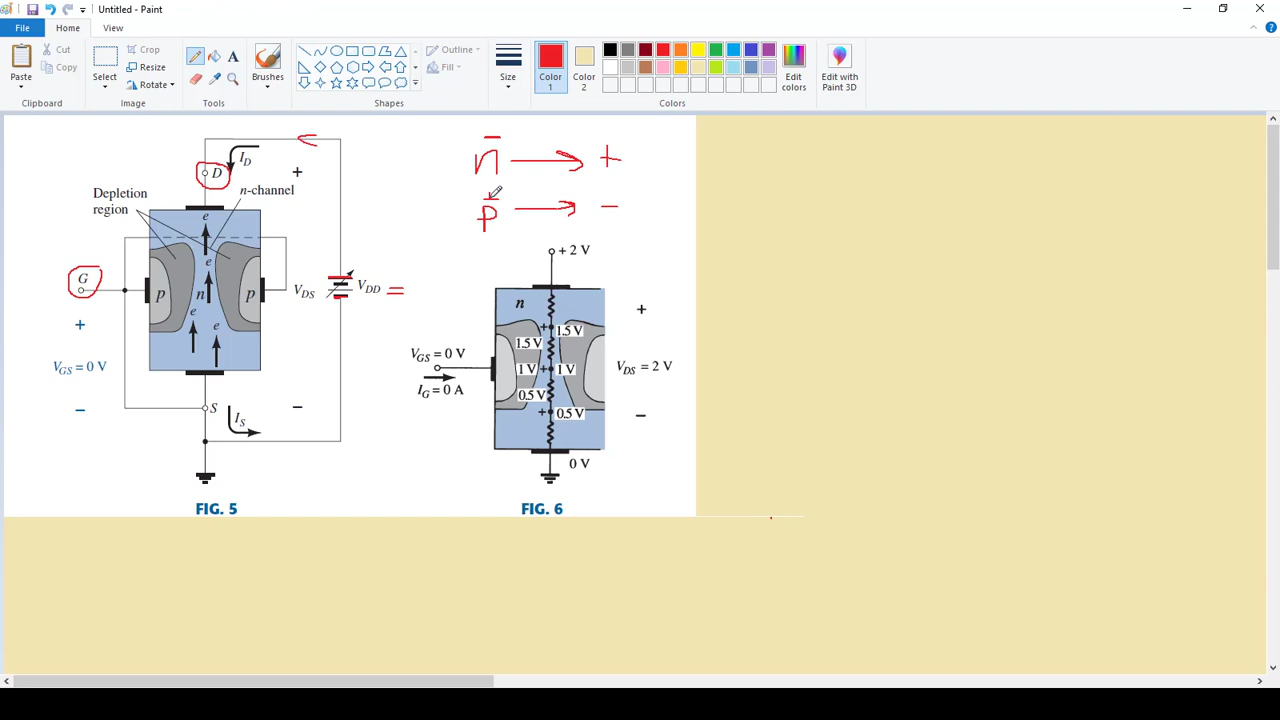 Untitled - Paint
File
Home
View
Paste
Cut
Copy
Clipboard
Select
Crop
Resize
Rotate
Image
A
Tools
Brushes
Shapes
Outline
Fill
Size
Color 1
Color 2
Colors
Edit colors
Edit with Paint 3D
D
I_D
+
Depletion region
n-channel
e
e
e
e
G
p
n
p
V_DS
V_DD
=
+
V_GS = 0 V
–
S
I_S
–
FIG. 5
n → +
p → –
+ 2 V
n
+
1.5 V
1.5 V
+
1 V
1 V
+
0.5 V
0.5 V
0 V
V_GS = 0 V
I_G = 0 A
+
V_DS = 2 V
–
FIG. 6